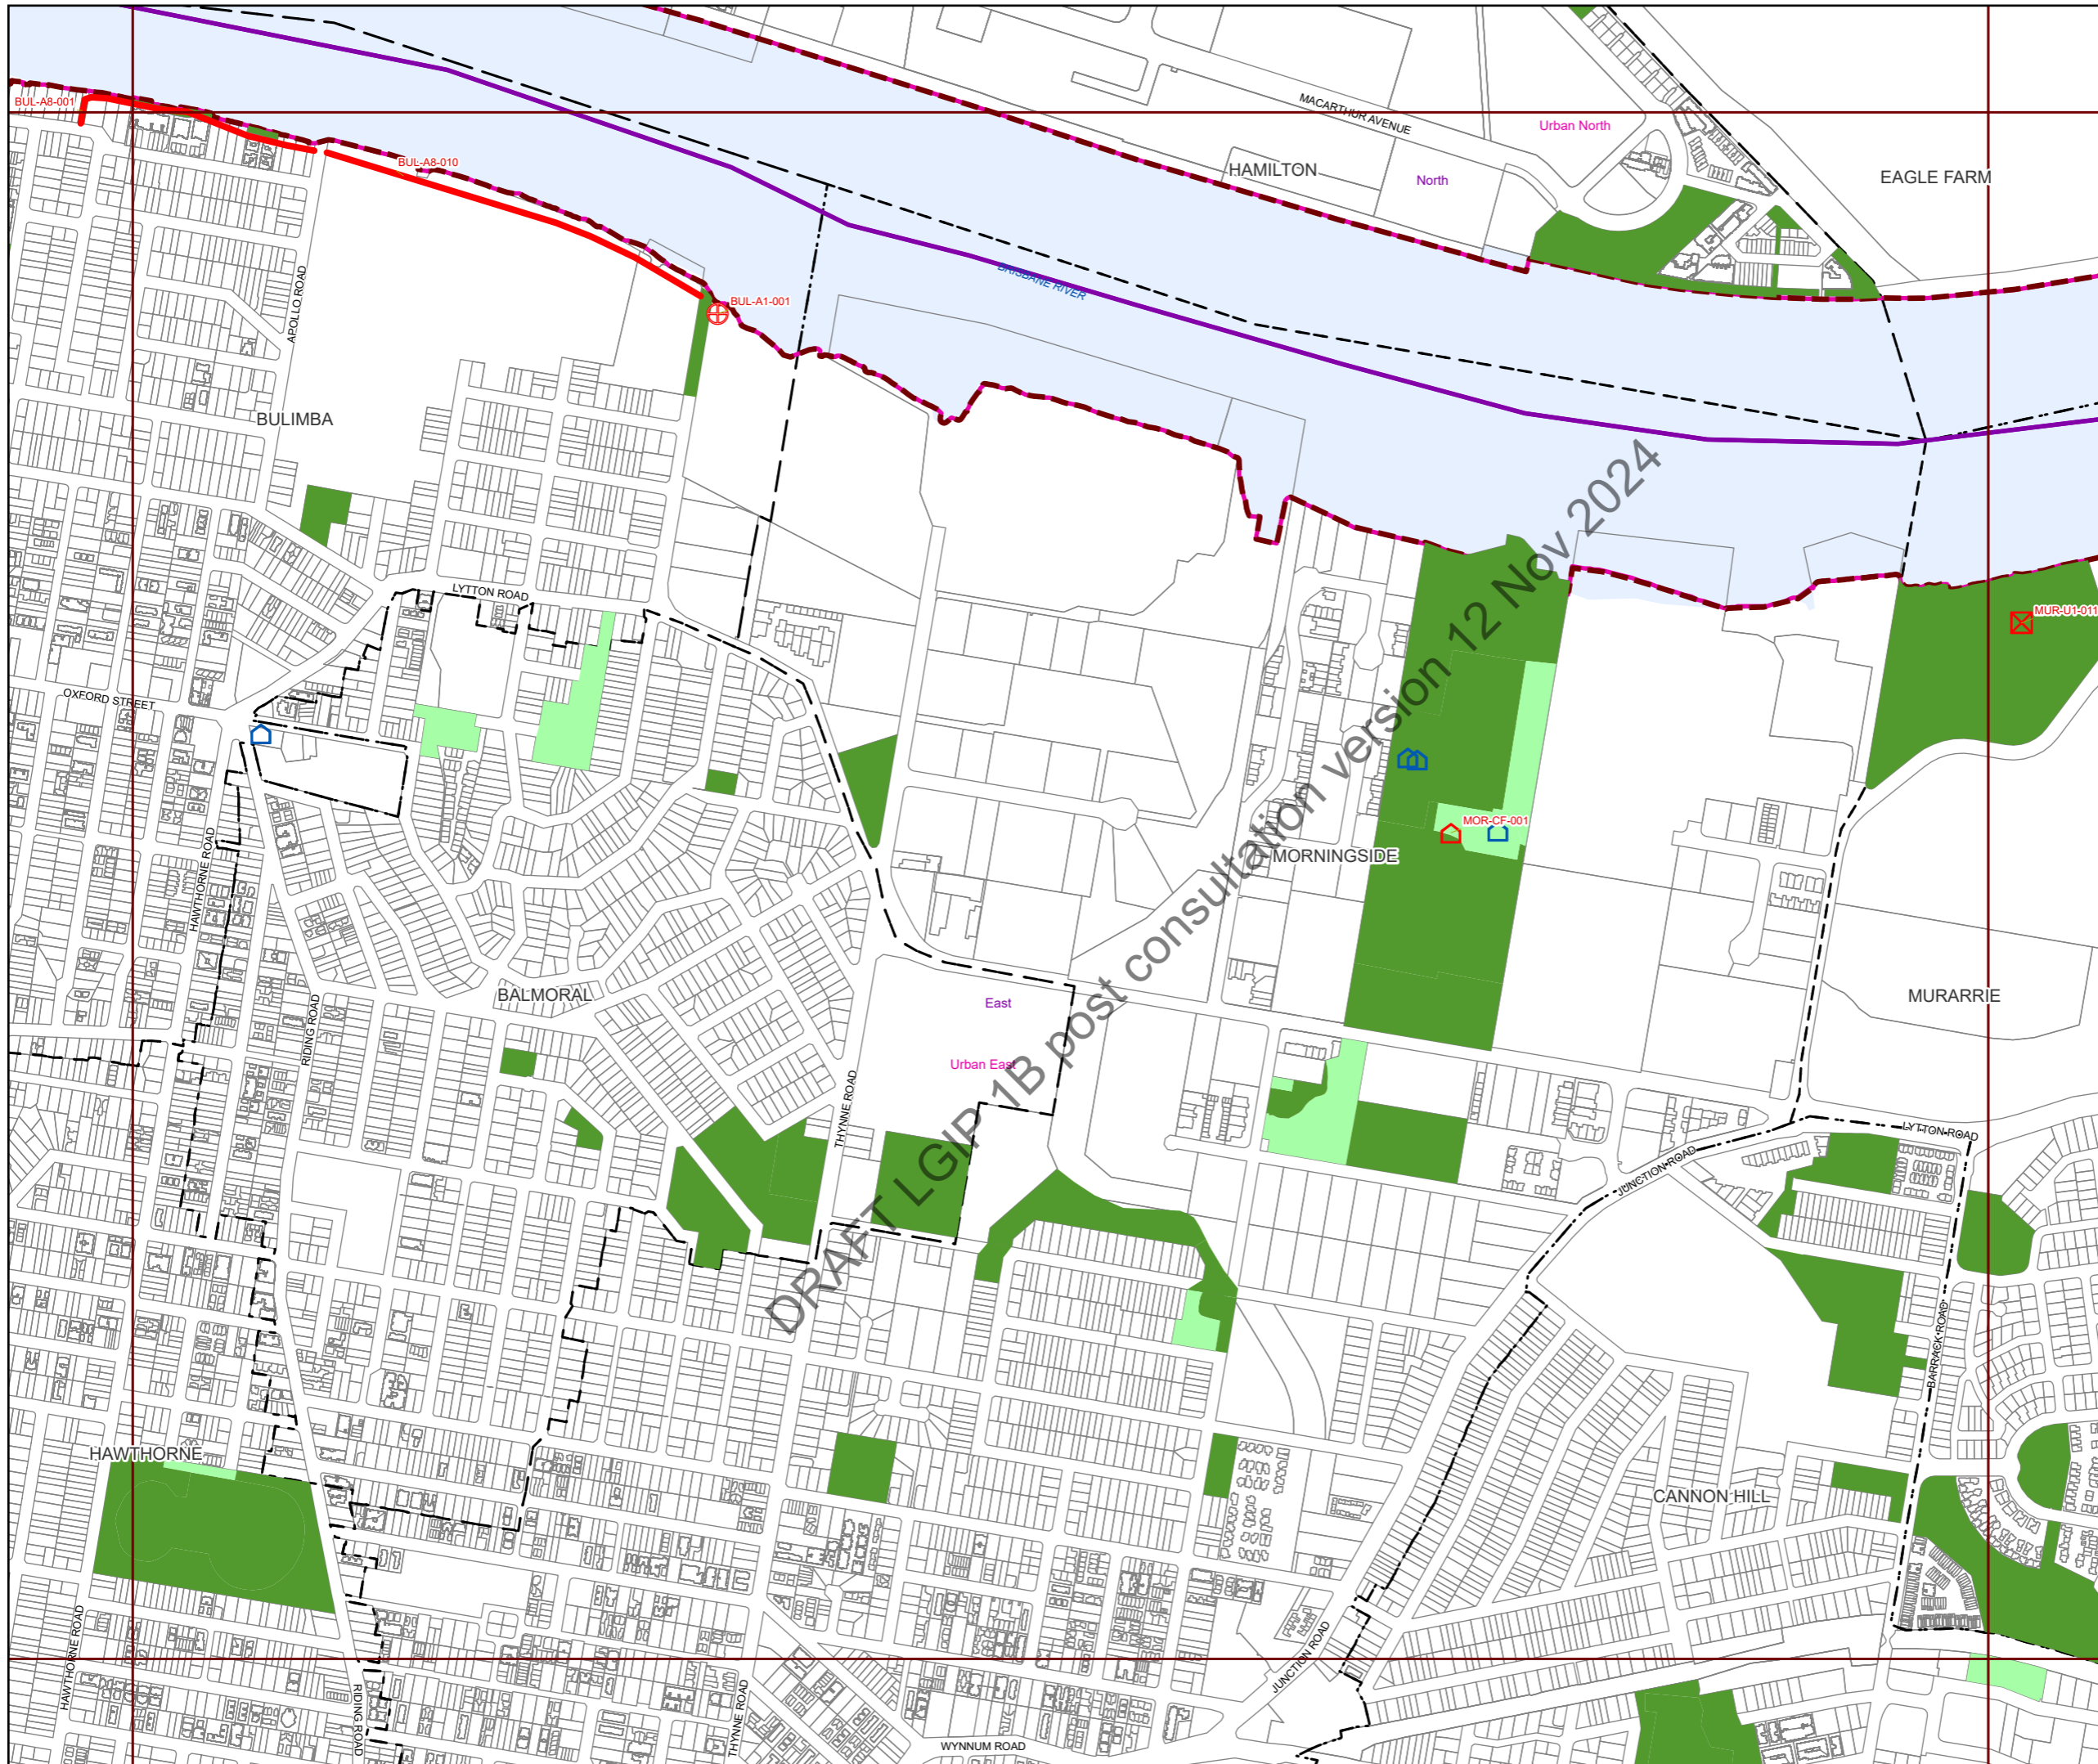 BUL-A8-001
MACARTHUR AVENUE
Urban North
BUL-A8-010
HAMILTON
North
EAGLE FARM
BRISBANE RIVER
APOLLO ROAD
BUL-A1-001
BULIMBA
LYTTON ROAD
MUR-U1-011
OXFORD STREET
MOR-CF-001
MORNINGSIDE
HAWTHORNE ROAD
BALMORAL
RIDING ROAD
East
MURARRIE
Urban East
THYNNE ROAD
LYTTON ROAD
JUNCTION ROAD
DRAFT LGIP 1B post consultation version 12 Nov 2024
BARRACK ROAD
HAWTHORNE
CANNON HILL
HAWTHORNE ROAD
JUNCTION ROAD
RIDING ROAD
THYNNE ROAD
WYNNUM ROAD